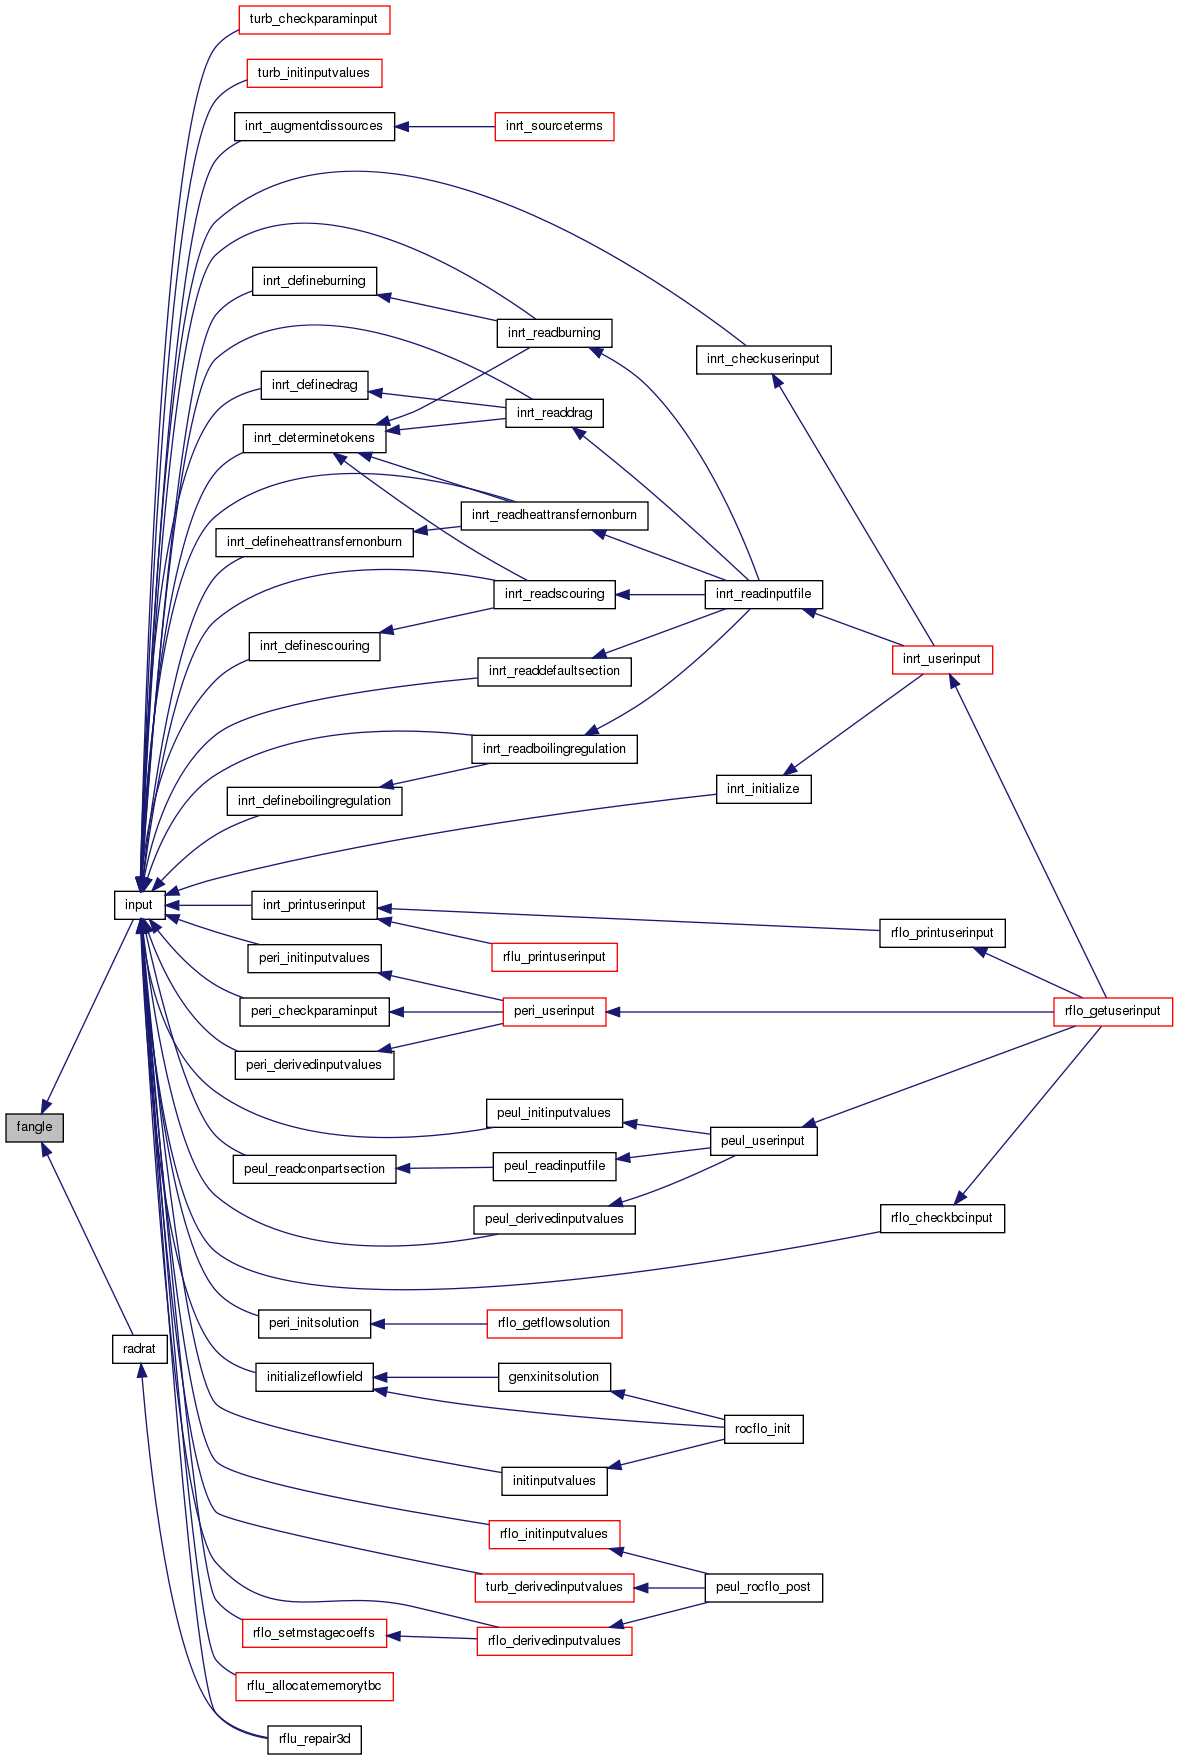 turb_checkparaminput
turb_initinputvalues
inrt_augmentdissources
inrt_sourceterms
inrt_defineburning
inrt_readburning
inrt_checkuserinput
inrt_definedrag
inrt_readdrag
inrt_determinetokens
inrt_readheattransfernonburn
inrt_defineheattransfernonburn
inrt_readscouring
inrt_readinputfile
inrt_definescouring
inrt_userinput
inrt_readdefaultsection
inrt_readboilingregulation
inrt_initialize
inrt_defineboilingregulation
input
inrt_printuserinput
rflo_printuserinput
peri_initinputvalues
rflu_printuserinput
peri_checkparaminput
peri_userinput
rflo_getuserinput
peri_derivedinputvalues
peul_initinputvalues
fangle
peul_userinput
peul_readconpartsection
peul_readinputfile
peul_derivedinputvalues
rflo_checkbcinput
peri_initsolution
rflo_getflowsolution
radrat
initializeflowfield
genxinitsolution
rocflo_init
initinputvalues
rflo_initinputvalues
turb_derivedinputvalues
peul_rocflo_post
rflo_setmstagecoeffs
rflo_derivedinputvalues
rflu_allocatememorytbc
rflu_repair3d